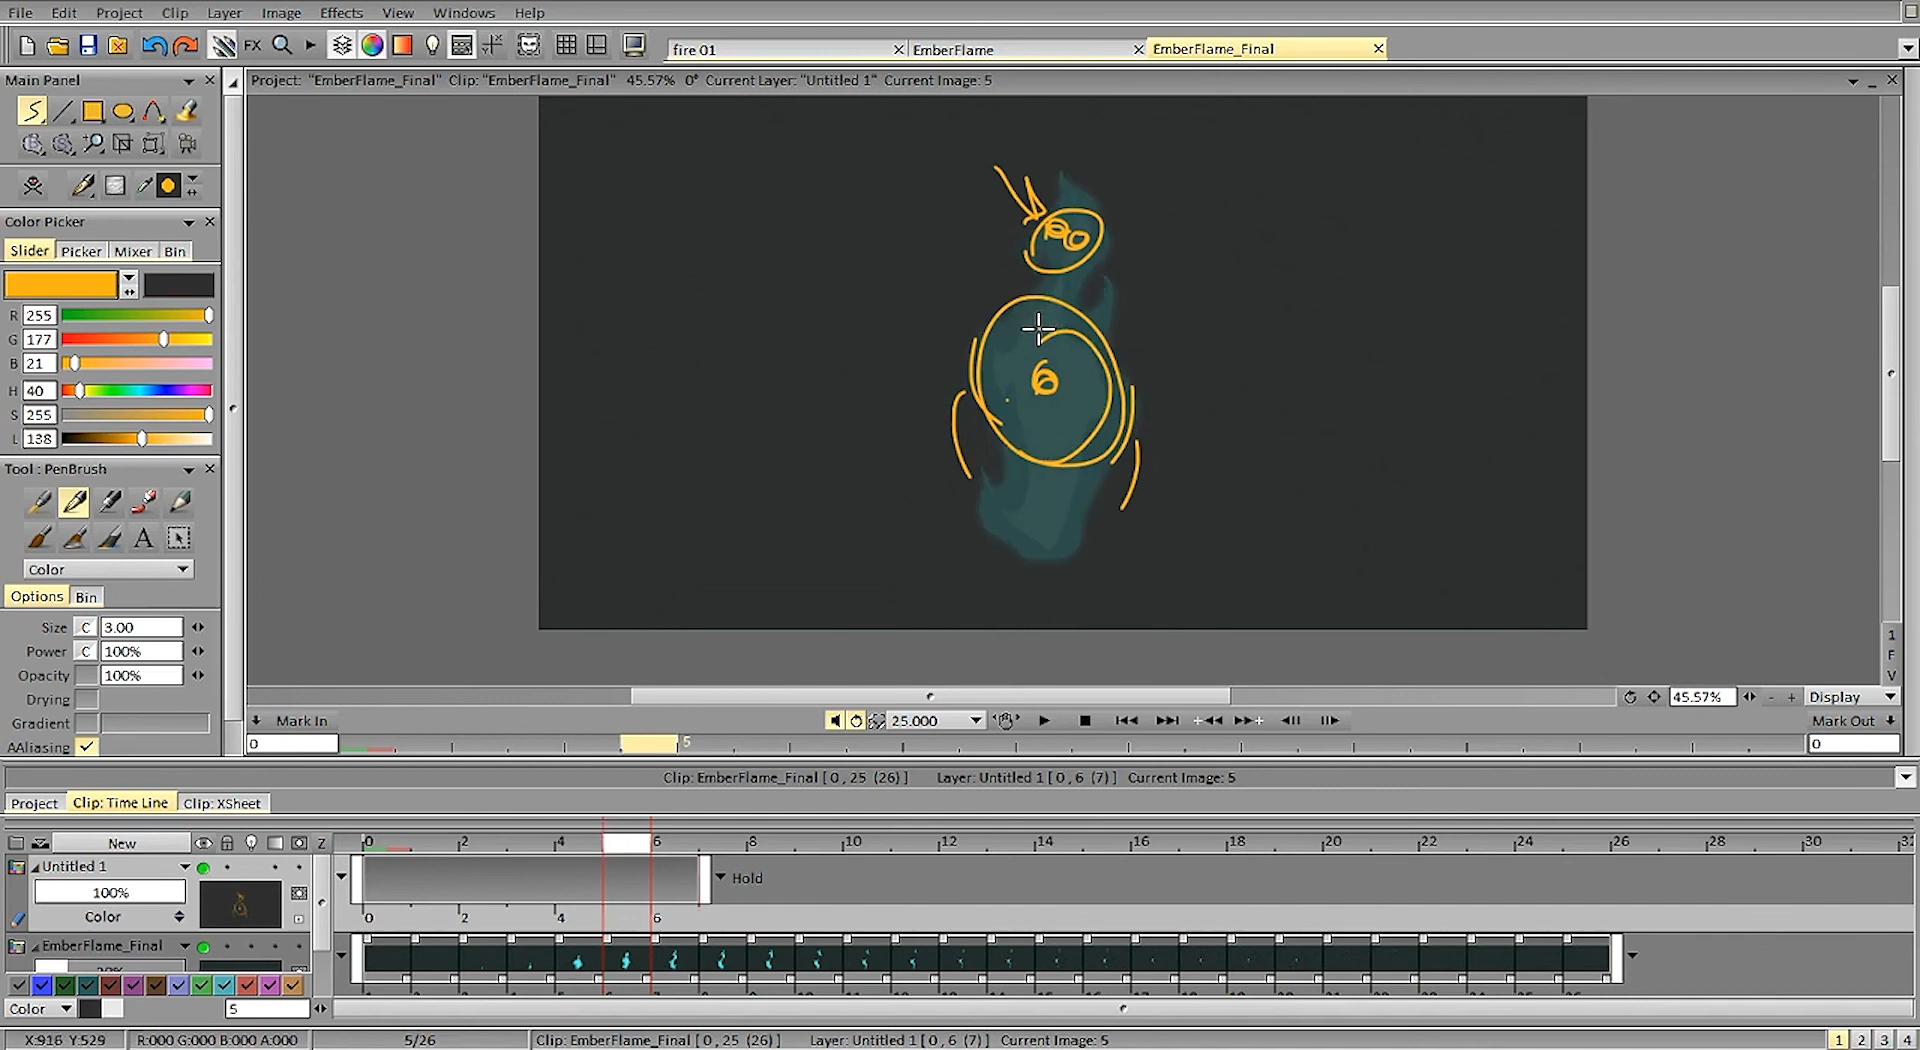 File Edit Project Clip Layer Image Effects View Windows Help
FX fire 01 EmberFlame EmberFlame_Final
Main Panel
Project: "EmberFlame_Final" Clip: "EmberFlame_Final" 45.57% 0° Current Layer: "Untitled 1" Current Image: 5
Color Picker
Slider Picker Mixer Bin
R 255
G 177
B 21
H 40
S 255
L 138
Tool : PenBrush
A
Color
Options Bin
Size C 3.00
Power C 100%
Opacity 100%
Drying
Gradient
AAliasing
6
1
F
V
45.57% - + Display
Mark In 25.000 Mark Out
0 5 0
Clip: EmberFlame_Final [ 0 , 25 (26) ] Layer: Untitled 1 [ 0 , 6 (7) ] Current Image: 5
Project Clip: Time Line Clip: XSheet
New Z 0 2 4 6 8 10 12 14 16 18 20 22 24 26 28 30 32
Untitled 1
100% Hold
Color 0 2 4 6
EmberFlame_Final
Color 5
X:916 Y:529 R:000 G:000 B:000 A:000 5/26 Clip: EmberFlame_Final [ 0 , 25 (26) ] Layer: Untitled 1 [ 0 , 6 (7) ] Current Image: 5 1 2 3 4